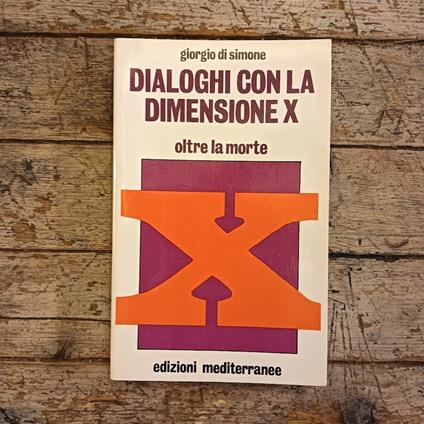 giorgio di simone
DIALOGHI CON LA
DIMENSIONE X
oltre la morte
X
edizioni mediterranee